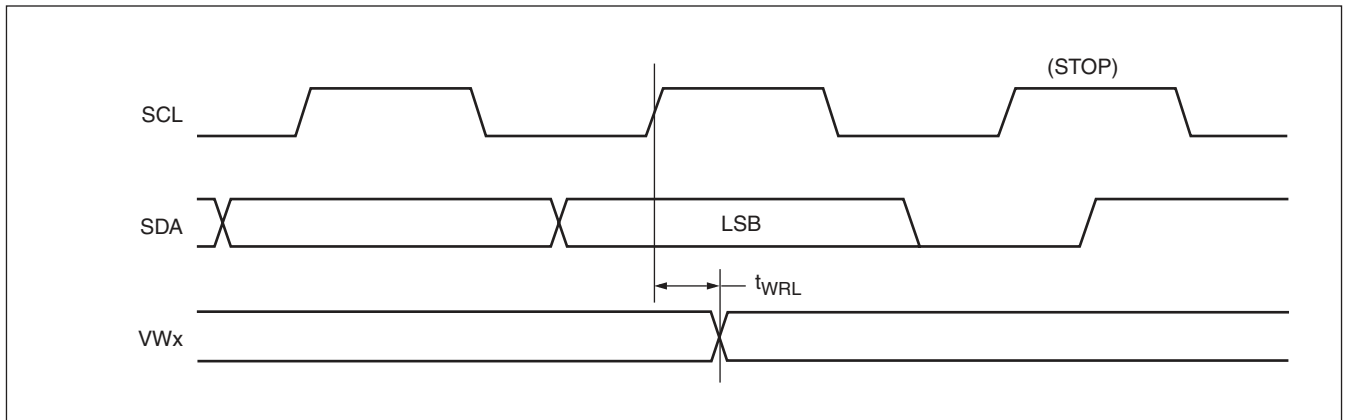 (STOP)
SCL
SDA
LSB
tWRL
VWx